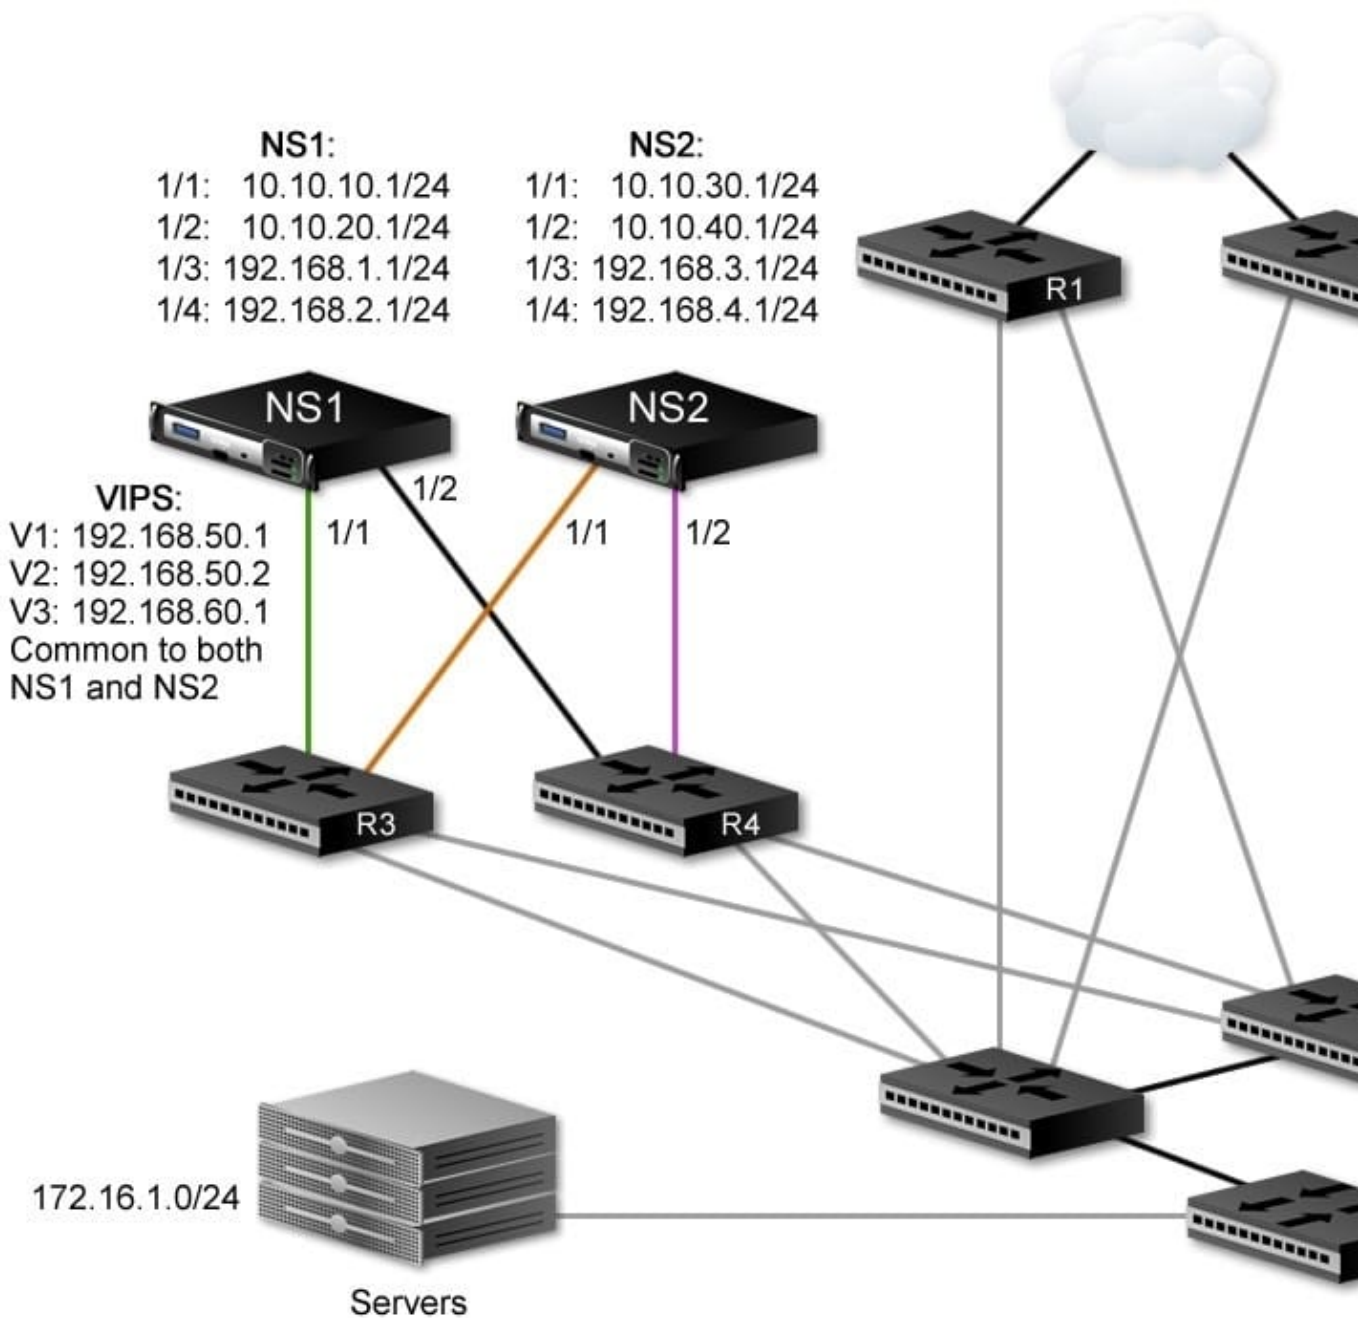 NS1:
1/1: 10.10.10.1/24
1/2: 10.10.20.1/24
1/3: 192.168.1.1/24
1/4: 192.168.2.1/24
NS2:
1/1: 10.10.30.1/24
1/2: 10.10.40.1/24
1/3: 192.168.3.1/24
1/4: 192.168.4.1/24
R1
NS1
NS2
1/2
1/1
1/1
1/2
VIPS:
V1: 192.168.50.1
V2: 192.168.50.2
V3: 192.168.60.1
Common to both
NS1 and NS2
R3
R4
172.16.1.0/24
Servers